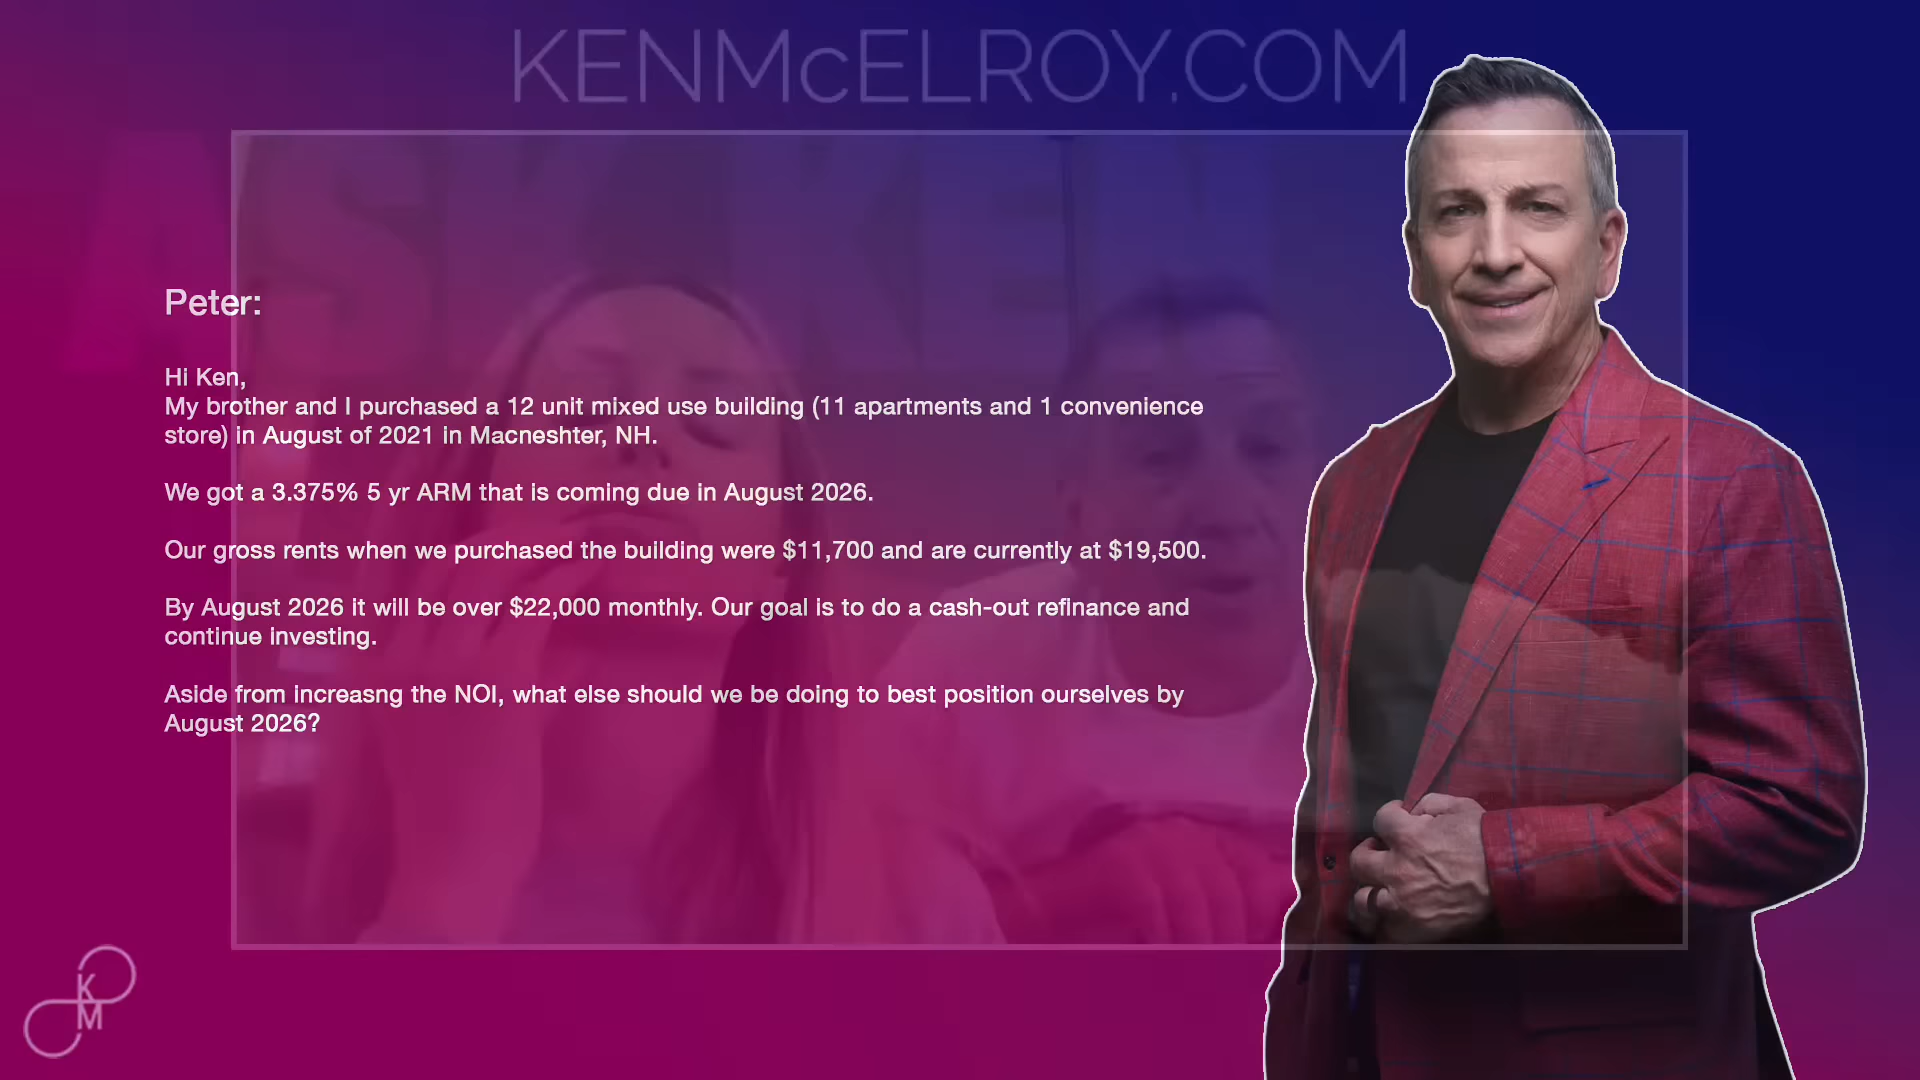 KENMcELROY.COM
Peter:
Hi Ken,
My brother and I purchased a 12 unit mixed use building (11 apartments and 1 convenience
store) in August of 2021 in Macneshter, NH.
We got a 3.375% 5 yr ARM that is coming due in August 2026.
Our gross rents when we purchased the building were $11,700 and are currently at $19,500.
By August 2026 it will be over $22,000 monthly. Our goal is to do a cash-out refinance and
continue investing.
Aside from increasng the NOI, what else should we be doing to best position ourselves by
August 2026?
K
M